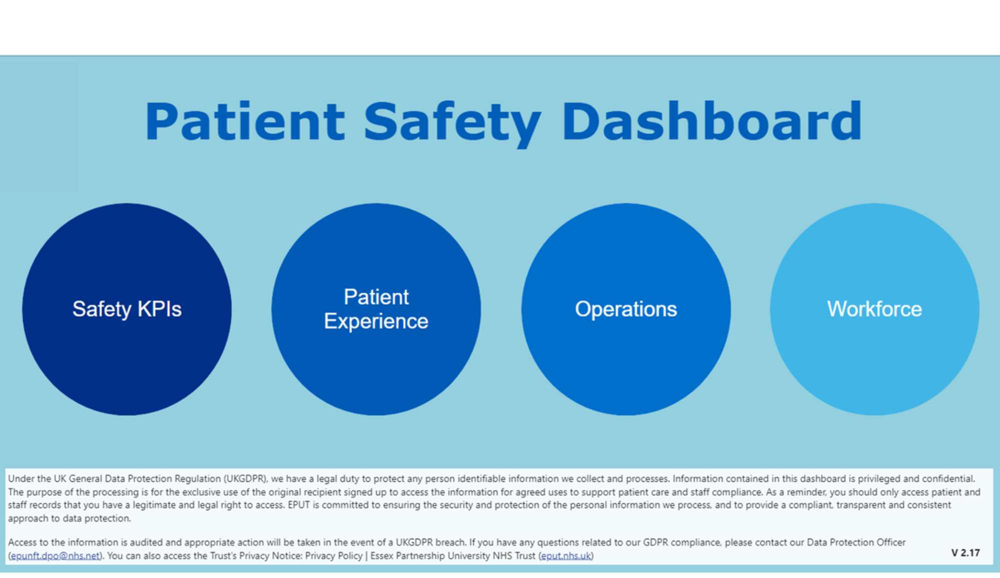 Patient Safety Dashboard
Safety KPIs
Patient
Experience
Operations
Workforce
Under the UK General Data Protection Regulation (UKGDPR), we have a legal duty to protect any person identifiable information we collect and processes. Information contained in this dashboard is privileged and confidential.
The purpose of the processing is for the exclusive use of the original recipient signed up to access the information for agreed uses to support patient care and staff compliance. As a reminder, you should only access patient and
staff records that you have a legitimate and legal right to access. EPUT is committed to ensuring the security and protection of the personal information we process, and to provide a compliant, transparent and consistent
approach to data protection.
Access to the information is audited and appropriate action will be taken in the event of a UKGDPR breach. If you have any questions related to our GDPR compliance, please contact our Data Protection Officer
(epunft.dpo@nhs.net). You can also access the Trust's Privacy Notice: Privacy Policy | Essex Partnership University NHS Trust (eput.nhs.uk)
V 2.17